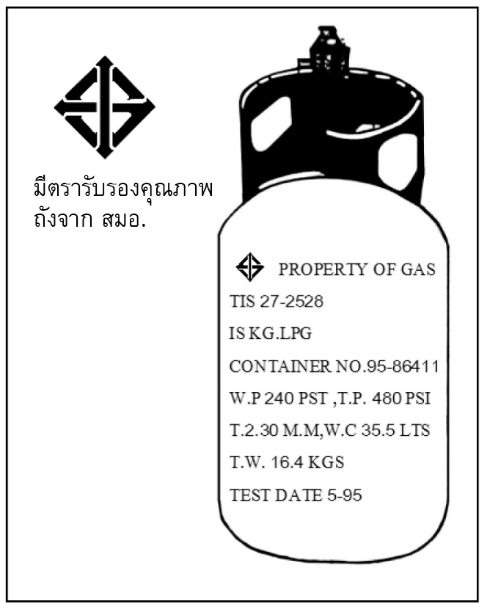 มีตรารับรองคุณภาพ
ถังจาก สมอ.
PROPERTY OF GAS
TIS 27-2528
IS KG.LPG
CONTAINER NO.95-86411
W.P 240 PST ,T.P. 480 PSI
T.2.30 M.M,W.C 35.5 LTS
T.W. 16.4 KGS
TEST DATE 5-95